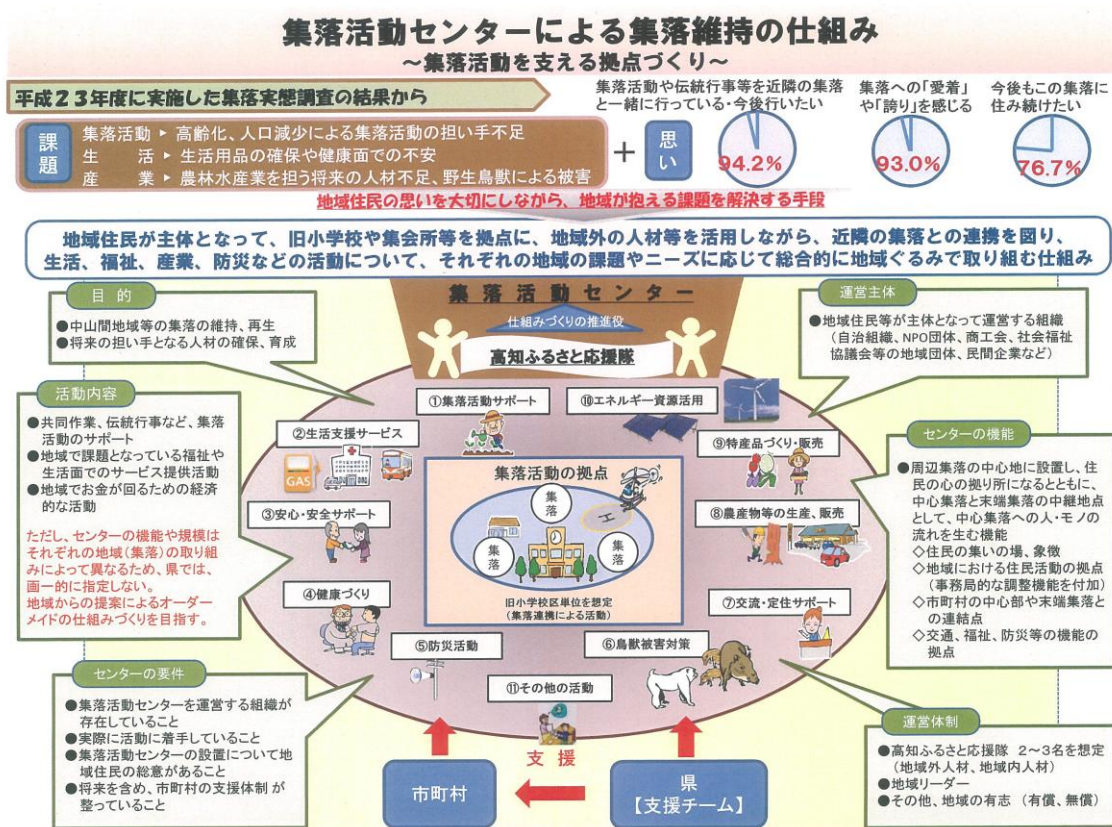 集落活動センターによる集落維持の仕組み
～集落活動を支える拠点づくり～
平成２３年度に実施した集落実態調査の結果から
課題
集落活動 ▶ 高齢化、人口減少による集落活動の担い手不足
生 活 ▶ 生活用品の確保や健康面での不安
産 業 ▶ 農林水産業を担う将来の人材不足、野生鳥獣による被害
＋
思い
集落活動や伝統行事等を近隣の集落
と一緒に行っている・今後行いたい
94.2%
集落への「愛着」
や「誇り」を感じる
93.0%
今後もこの集落に
住み続けたい
76.7%
地域住民の思いを大切にしながら、地域が抱える課題を解決する手段
地域住民が主体となって、旧小学校や集会所等を拠点に、地域外の人材等を活用しながら、近隣の集落との連携を図り、
生活、福祉、産業、防災などの活動について、それぞれの地域の課題やニーズに応じて総合的に地域ぐるみで取り組む仕組み
集落活動センター
仕組みづくりの推進役
高知ふるさと応援隊
目 的
●中山間地域等の集落の維持、再生
●将来の担い手となる人材の確保、育成
活動内容
●共同作業、伝統行事など、集落
活動のサポート
●地域で課題となっている福祉や
生活面でのサービス提供活動
●地域でお金が回るための経済
的な活動
ただし、センターの機能や規模は
それぞれの地域（集落）の取り組
みによって異なるため、県では、
画一的に指定しない。
地域からの提案によるオーダー
メイドの仕組みづくりを目指す。
センターの要件
●集落活動センターを運営する組織が
存在していること
●実際に活動に着手していること
●集落活動センターの設置について地
域住民の総意があること
●将来を含め、市町村の支援体制が
整っていること
①集落活動サポート
②生活支援サービス
GAS
③安心・安全サポート
④健康づくり
⑤防災活動
⑥鳥獣被害対策
⑦交流・定住サポート
⑧農産物等の生産、販売
⑨特産品づくり・販売
⑩エネルギー資源活用
⑪その他の活動
集落活動の拠点
集落
集落
集落
H
旧小学校区単位を想定
（集落連携による活動）
運営主体
●地域住民等が主体となって運営する組織
（自治組織、NPO団体、商工会、社会福祉
協議会等の地域団体、民間企業など）
センターの機能
●周辺集落の中心地に設置し、住
民の心の拠り所になるとともに、
中心集落と末端集落の中継地点
として、中心集落への人・モノの
流れを生む機能
◇住民の集いの場、象徴
◇地域における住民活動の拠点
（事務局的な調整機能を付加）
◇市町村の中心部や末端集落と
の連結点
◇交通、福祉、防災等の機能の
拠点
運営体制
●高知ふるさと応援隊 2～3名を想定
（地域外人材、地域内人材）
●地域リーダー
●その他、地域の有志 （有償、無償）
支 援
市町村
県
【支援チーム】